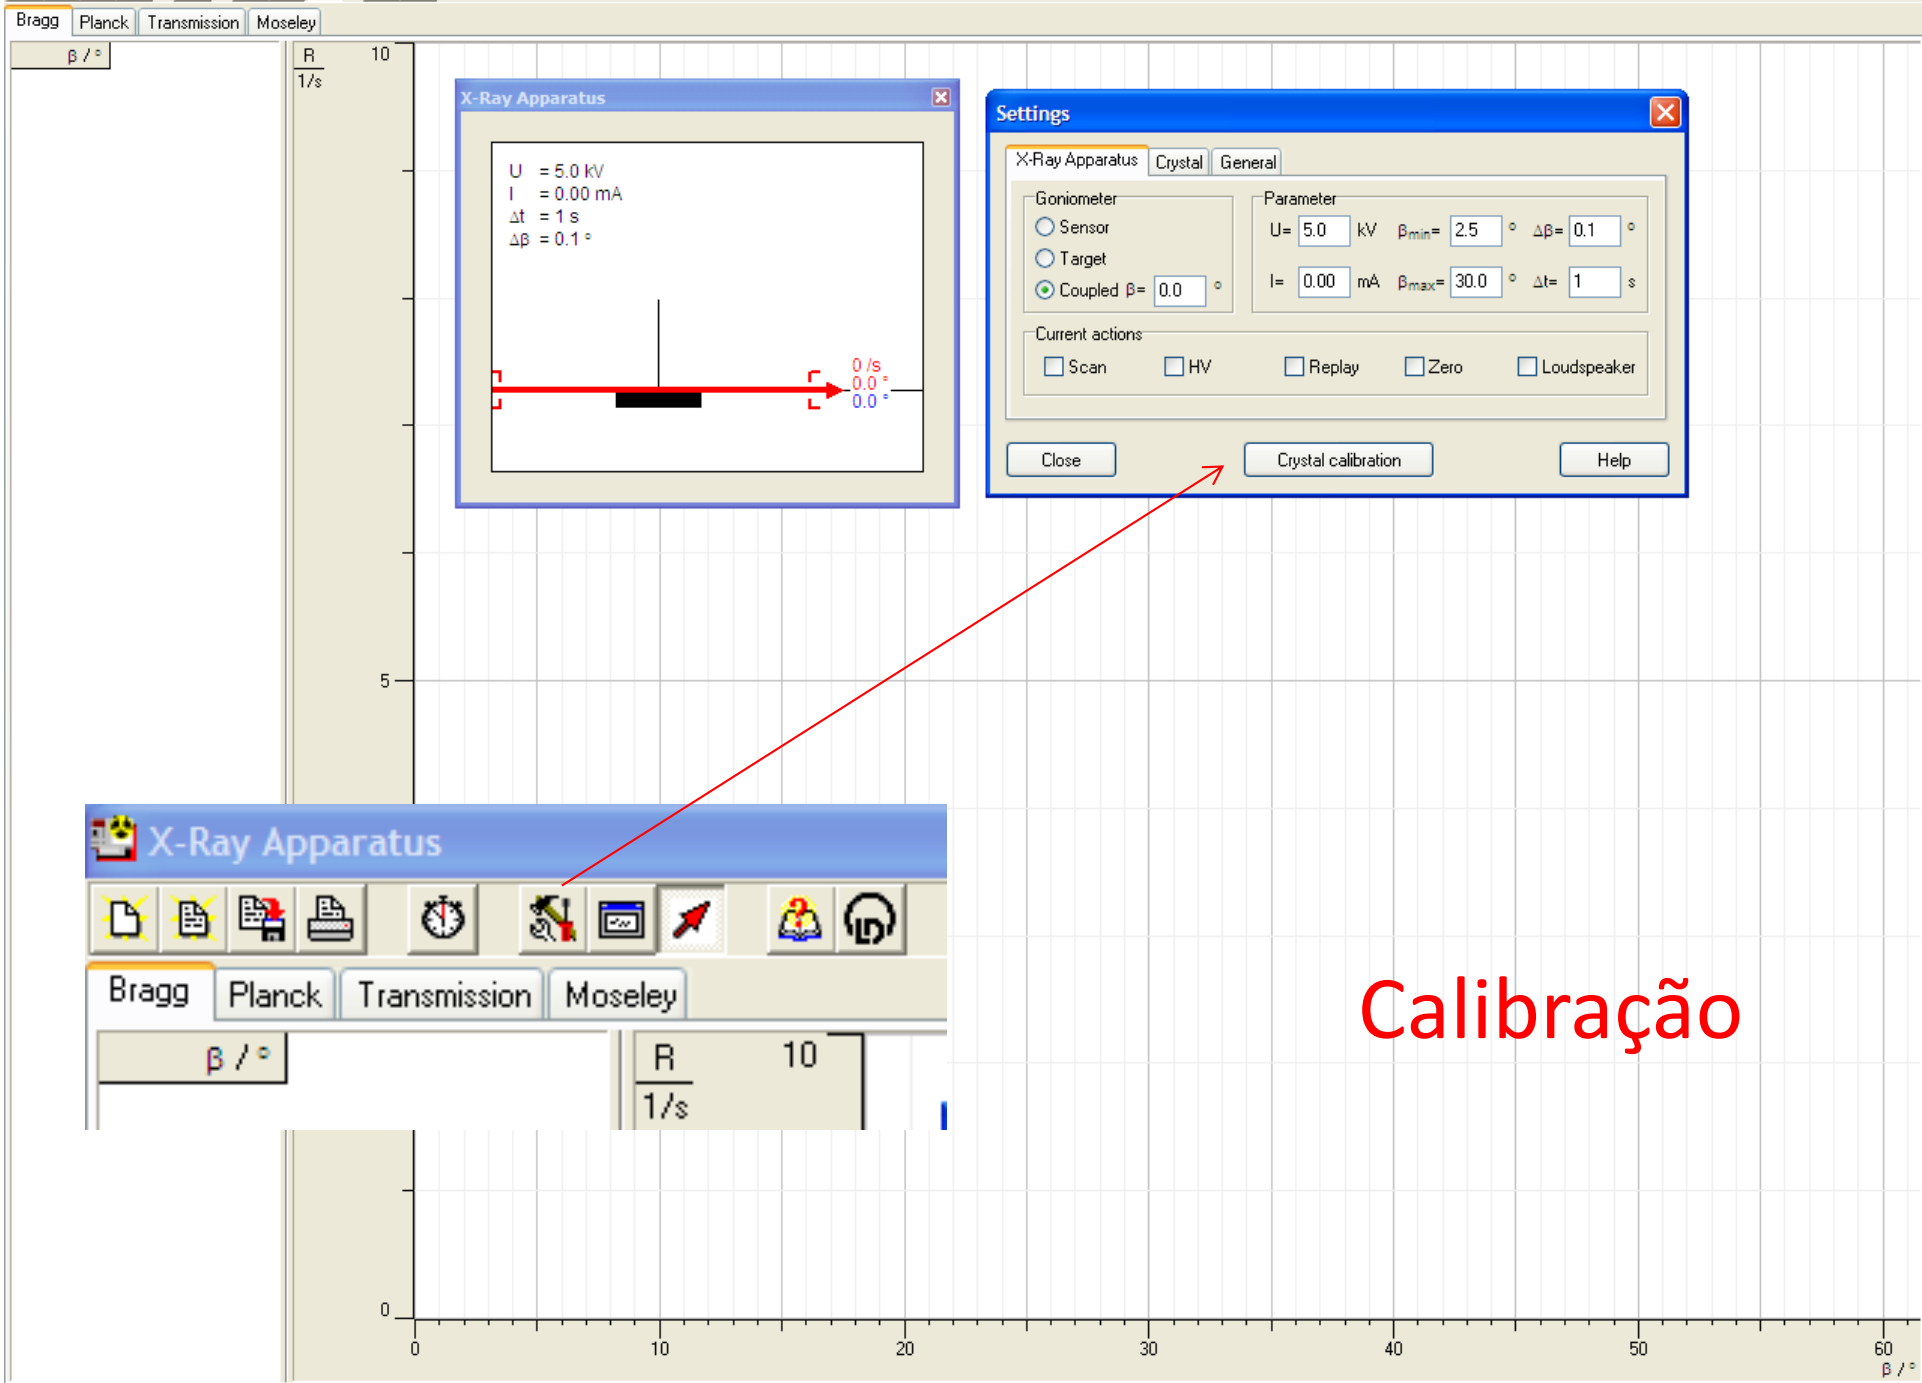 Bragg Planck Transmission Moseley
β / °
R
1/s
10
5
0
0 10 20 30 40 50 60
β / °
X-Ray Apparatus
U = 5.0 kV
I = 0.00 mA
Δt = 1 s
Δβ = 0.1 °
0 /s
0.0 °
0.0 °
Settings
X-Ray Apparatus Crystal General
Goniometer
Sensor
Target
Coupled β= 0.0 °
Parameter
U= 5.0 kV βmin= 2.5 ° Δβ= 0.1 °
I= 0.00 mA βmax= 30.0 ° Δt= 1 s
Current actions
Scan HV Replay Zero Loudspeaker
Close Crystal calibration Help
X-Ray Apparatus
Bragg Planck Transmission Moseley
β / °
R
1/s
10
Calibração